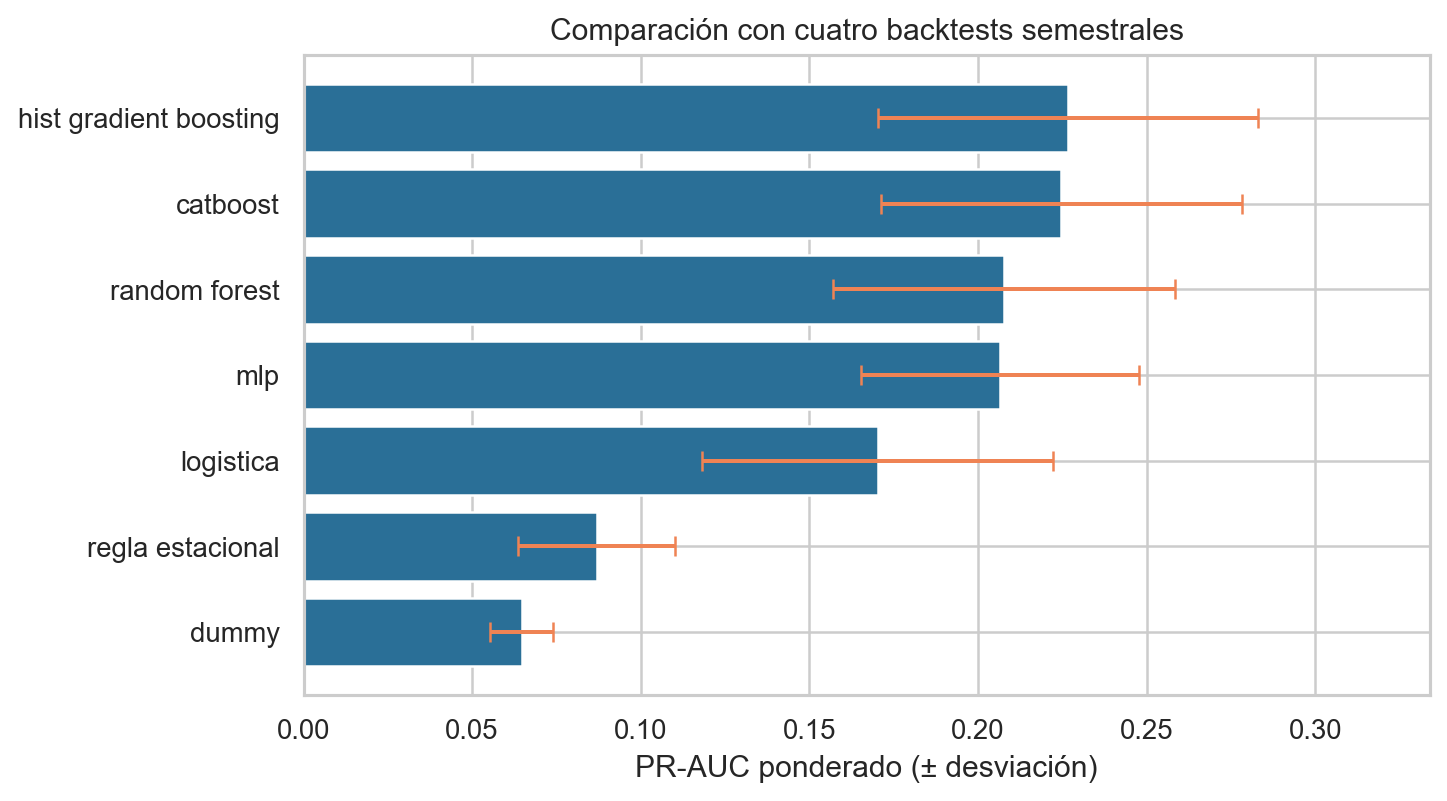 Comparación con cuatro backtests semestrales
hist gradient boosting
catboost
random forest
mlp
logistica
regla estacional
dummy
0.00 0.05 0.10 0.15 0.20 0.25 0.30
PR-AUC ponderado (± desviación)